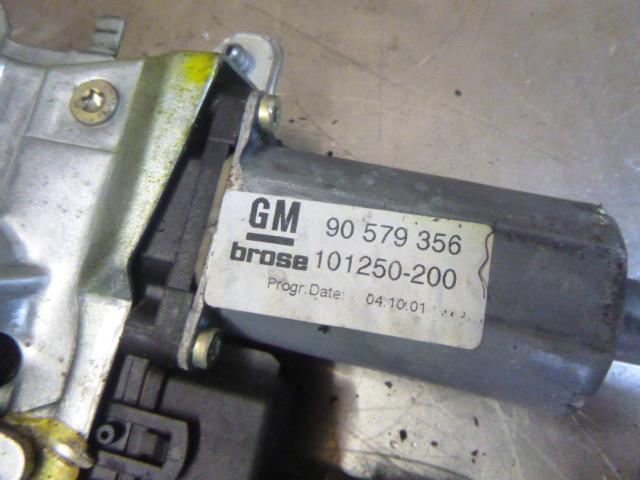 GM 90 579 356
brose 101250-200
Progr.Date: 04.10.01